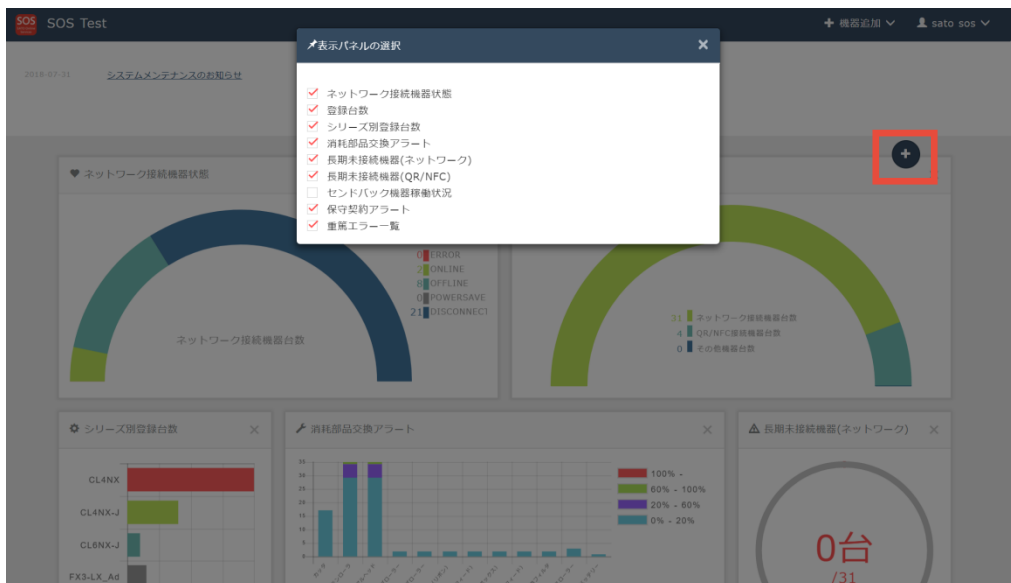 SOS
SOS Test
機器追加
sato sos
2018-07-31
システムメンテナンスのお知らせ
表示パネルの選択
ネットワーク接続機器状態
登録台数
シリーズ別登録台数
消耗部品交換アラート
長期未接続機器(ネットワーク)
長期未接続機器(QR/NFC)
センドバック機器稼働状況
保守契約アラート
重篤エラー一覧
ネットワーク接続機器状態
0 ERROR
2 ONLINE
8 OFFLINE
0 POWERSAVE
21 DISCONNECT
ネットワーク接続機器台数
31 ネットワーク接続機器台数
4 QR/NFC接続機器台数
0 その他機器台数
シリーズ別登録台数
CL4NX
CL4NX-J
CL6NX-J
FX3-LX_Ad
消耗部品交換アラート
35
30
25
20
15
10
5
0
カッタ
100% -
60% - 100%
20% - 60%
0% - 20%
長期未接続機器(ネットワーク)
0台
/31